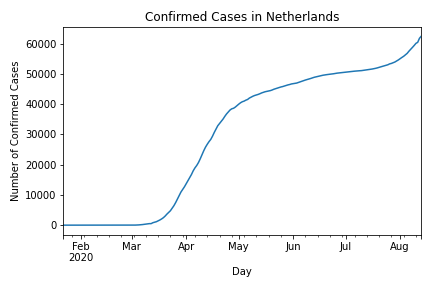 Confirmed Cases in Netherlands
Number of Confirmed Cases
60000
50000
40000
30000
20000
10000
0
Feb Mar Apr May Jun Jul Aug
2020
Day